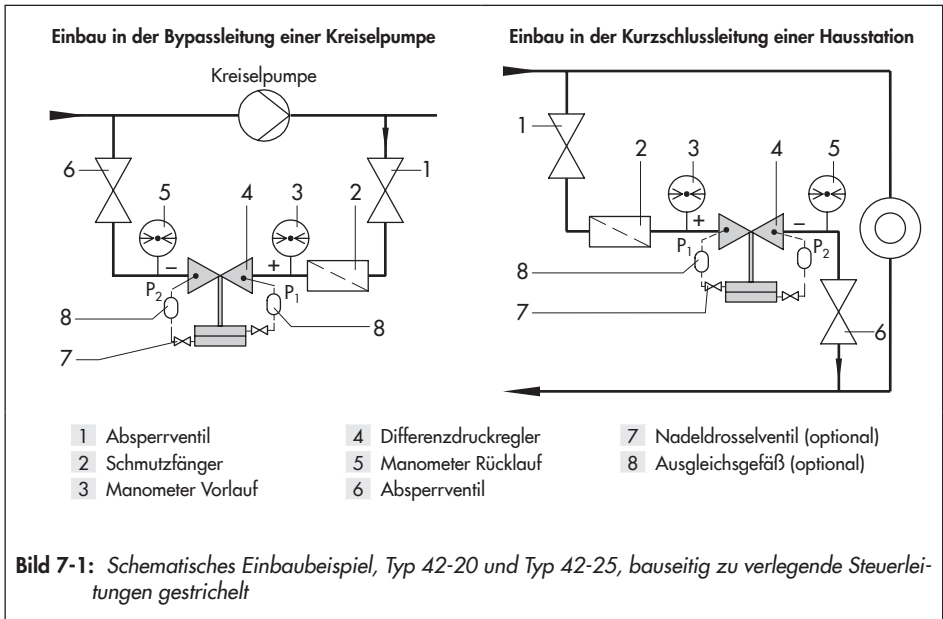 Einbau in der Bypassleitung einer Kreiselpumpe
Kreiselpumpe
6
1
5
4
3
2
–
+
P2
P1
8
8
7
Einbau in der Kurzschlussleitung einer Hausstation
1
2
3
4
5
+
–
P1
P2
8
7
6
1 Absperrventil
2 Schmutzfänger
3 Manometer Vorlauf
4 Differenzdruckregler
5 Manometer Rücklauf
6 Absperrventil
7 Nadeldrosselventil (optional)
8 Ausgleichsgefäß (optional)
Bild 7-1: Schematisches Einbaubeispiel, Typ 42-20 und Typ 42-25, bauseitig zu verlegende Steuerlei-
tungen gestrichelt